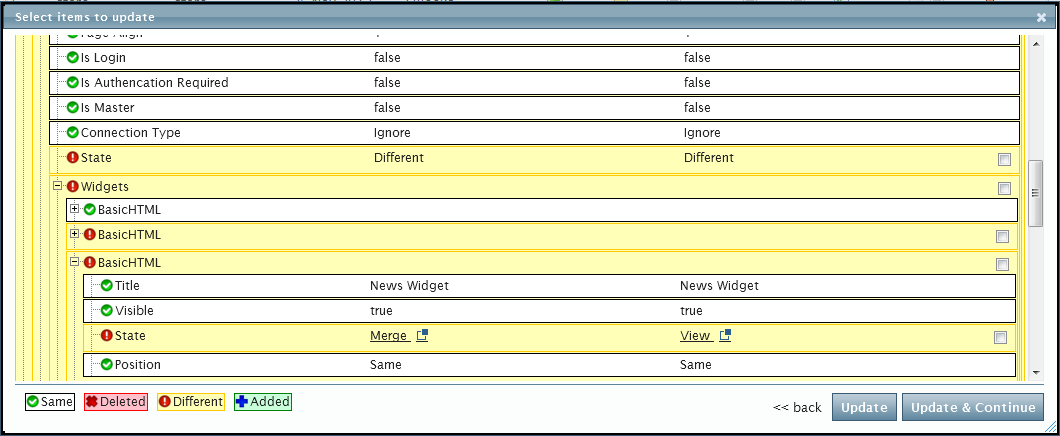 Select items to update
Page Align
Is Login false false
Is Authencation Required false false
Is Master false false
Connection Type Ignore Ignore
State Different Different
Widgets
BasicHTML
BasicHTML
BasicHTML
Title News Widget News Widget
Visible true true
State Merge View
Position Same Same
Same Deleted Different Added
<< back Update Update & Continue